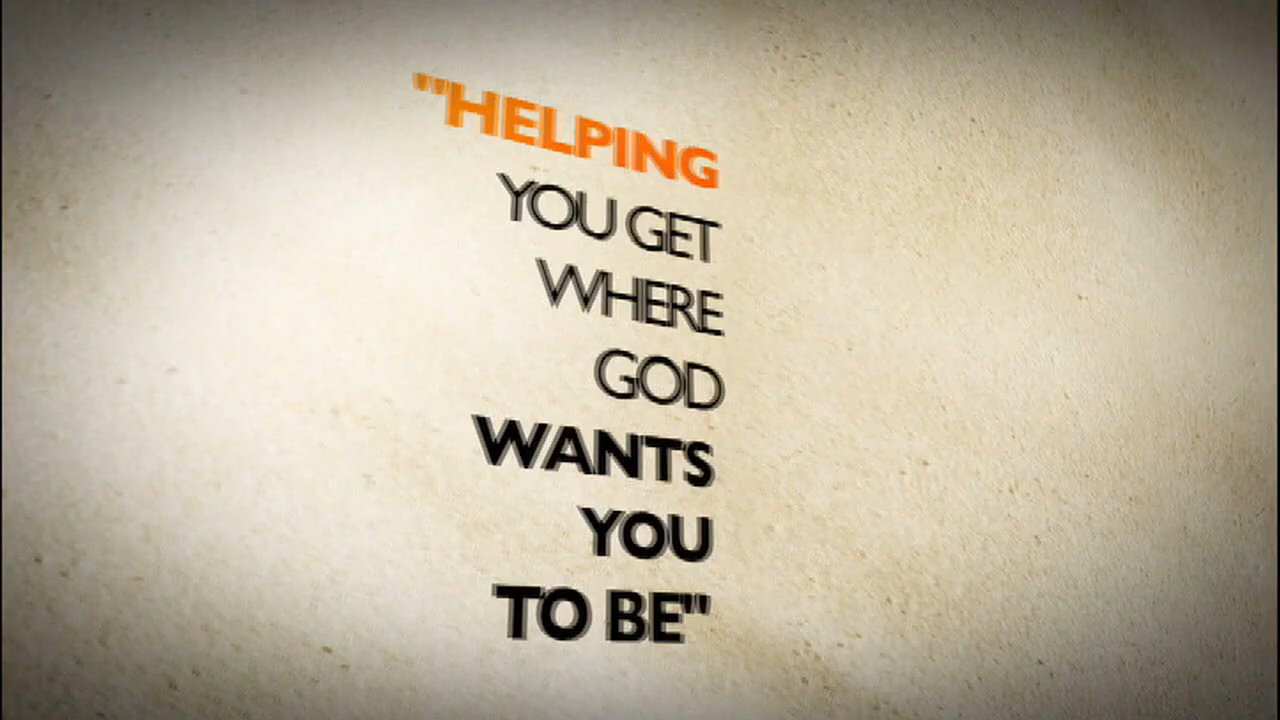 "HELPING
YOU GET
WHERE
GOD
WANTS
YOU
TO BE"